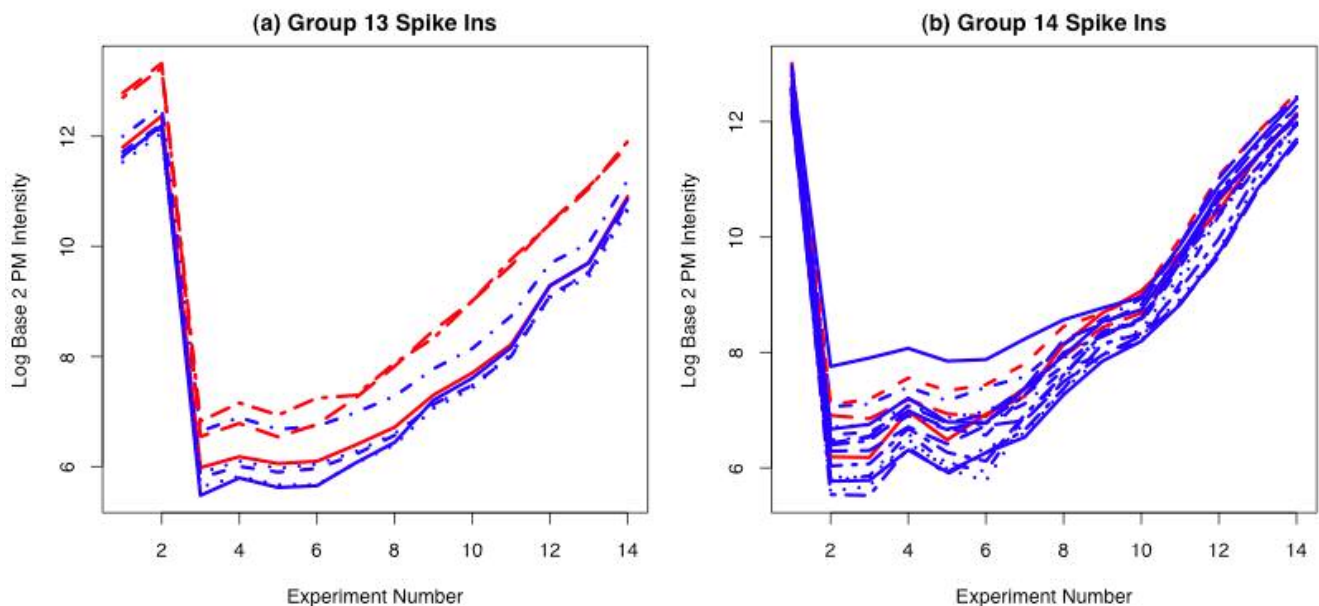 (a) Group 13 Spike Ins
Log Base 2 PM Intensity
12
10
8
6
2 4 6 8 10 12 14
Experiment Number
(b) Group 14 Spike Ins
Log Base 2 PM Intensity
12
10
8
6
2 4 6 8 10 12 14
Experiment Number